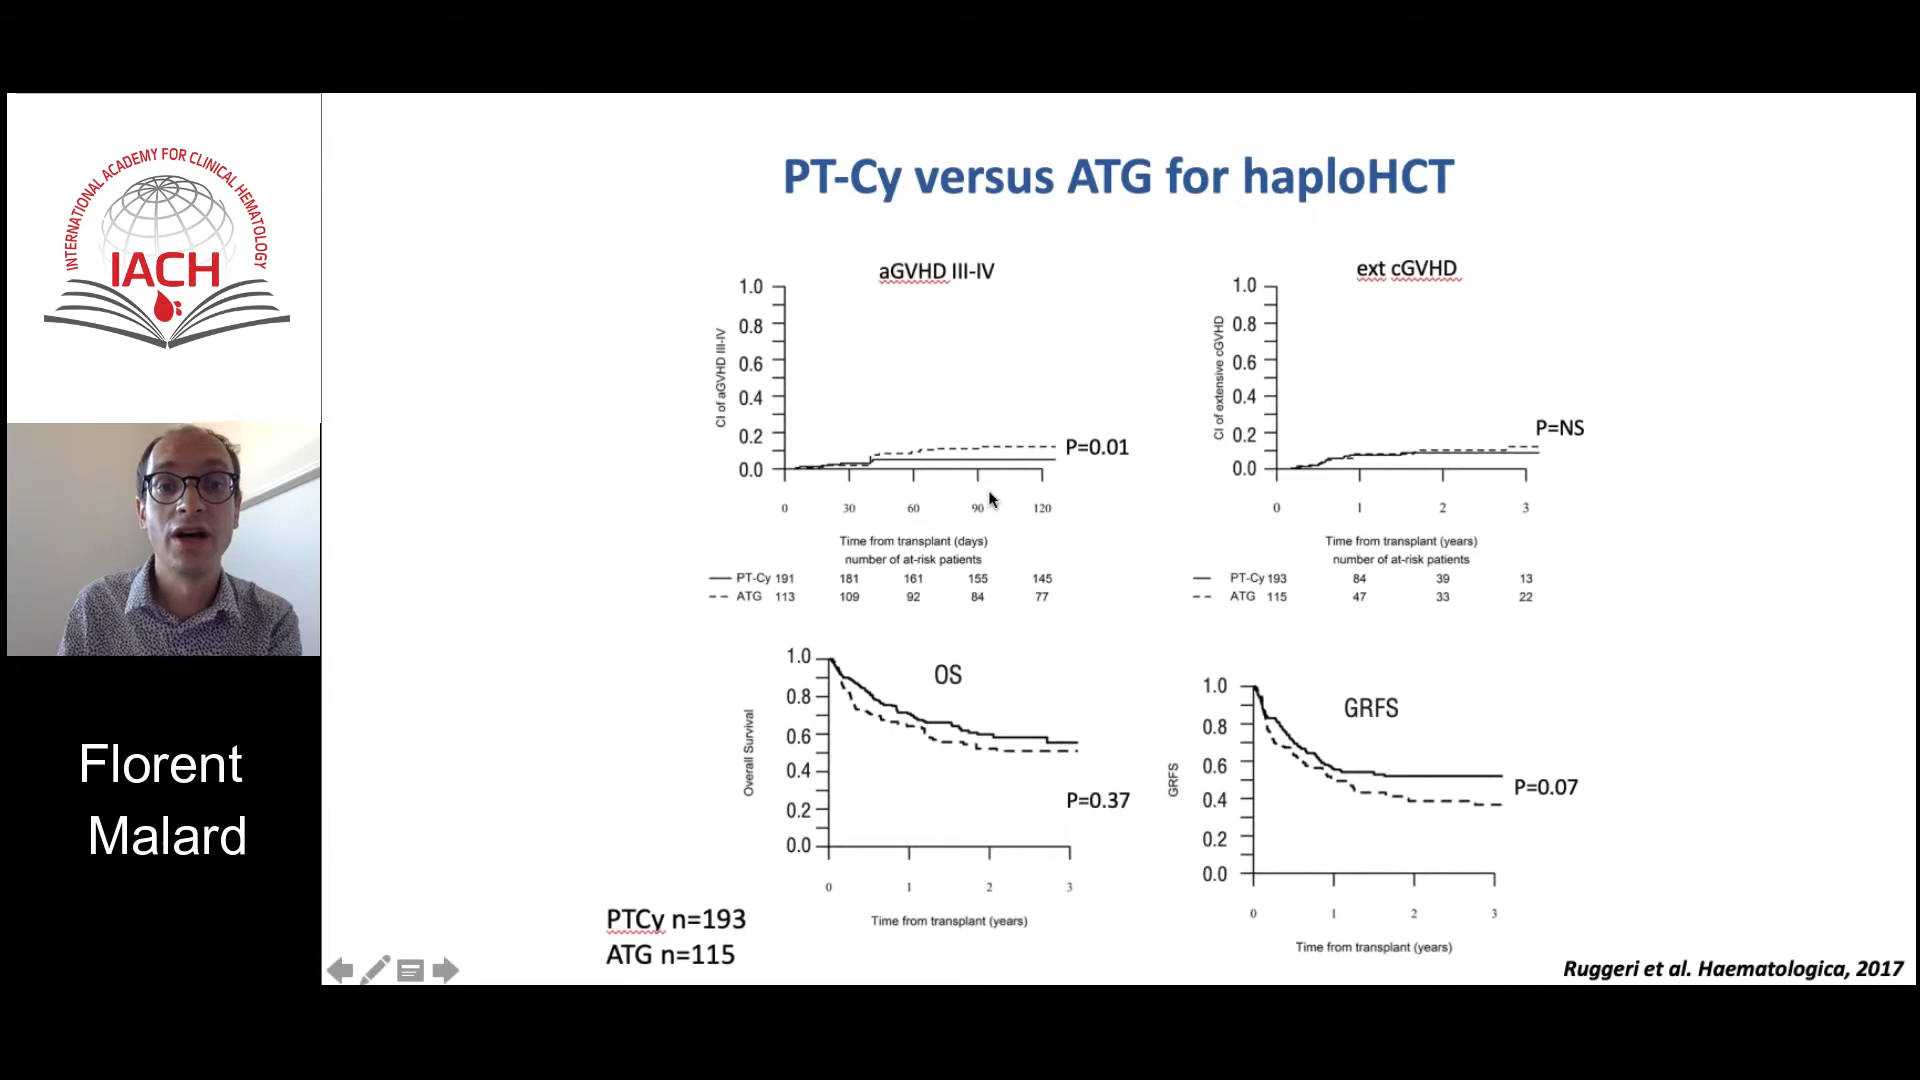 INTERNATIONAL ACADEMY FOR CLINICAL HEMATOLOGY
IACH
Florent
Malard
PT-Cy versus ATG for haploHCT
aGVHD III-IV
CI of aGVHD III-IV
1.0
0.8
0.6
0.4
0.2
0.0
P=0.01
0 30 60 90 120
Time from transplant (days)
number of at-risk patients
PT-Cy 191 181 161 155 145
ATG 113 109 92 84 77
ext cGVHD
CI of extensive cGVHD
1.0
0.8
0.6
0.4
0.2
0.0
P=NS
0 1 2 3
Time from transplant (years)
number of at-risk patients
PT-Cy 193 84 39 13
ATG 115 47 33 22
OS
Overall Survival
1.0
0.8
0.6
0.4
0.2
0.0
P=0.37
0 1 2 3
Time from transplant (years)
GRFS
GRFS
1.0
0.8
0.6
0.4
0.2
0.0
P=0.07
0 1 2 3
Time from transplant (years)
PTCy n=193
ATG n=115
Ruggeri et al. Haematologica, 2017